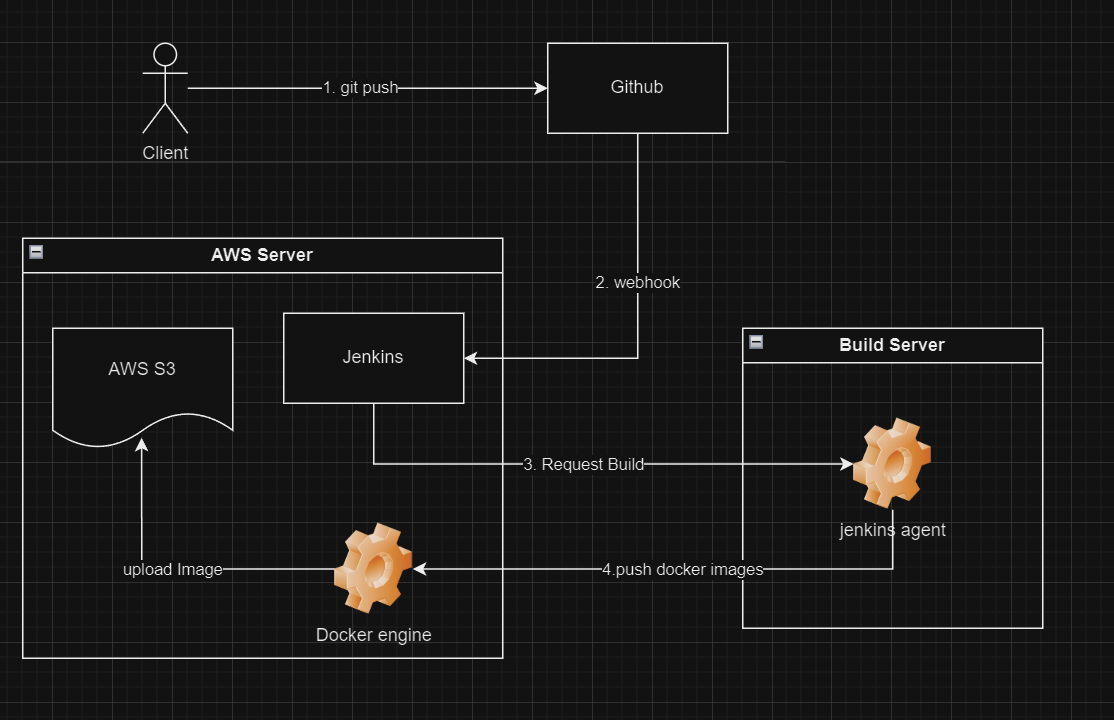 1. git push
Github
Client
AWS Server
2. webhook
Build Server
AWS S3
Jenkins
3. Request Build
jenkins agent
upload Image
4.push docker images
Docker engine